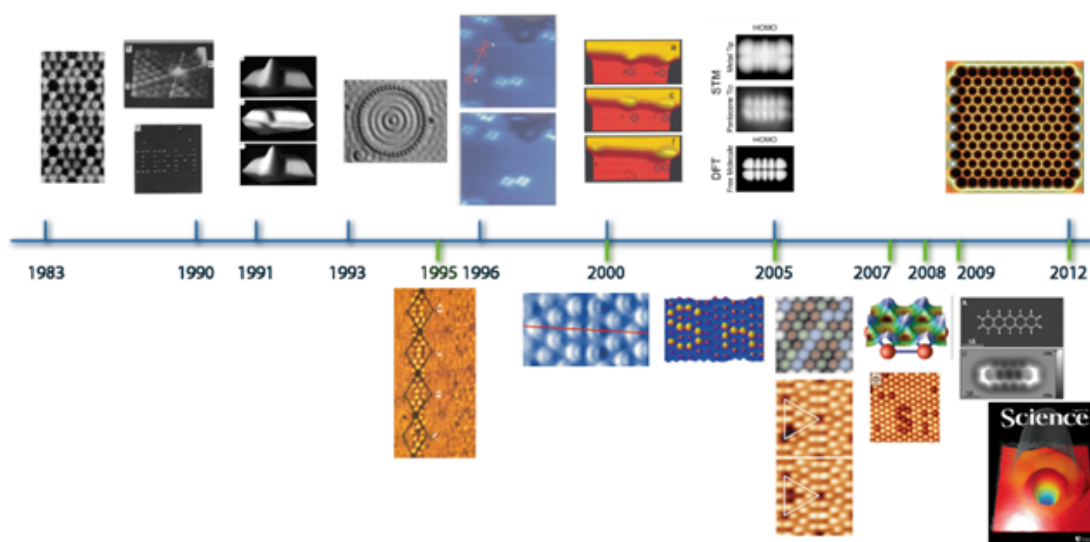 HOMO
STM
Metal Tip
Pentacene Tip
HOMO
DFT
Free Molecule
1983
1990
1991
1993
1995
1996
2000
2005
2007
2008
2009
2012
Science